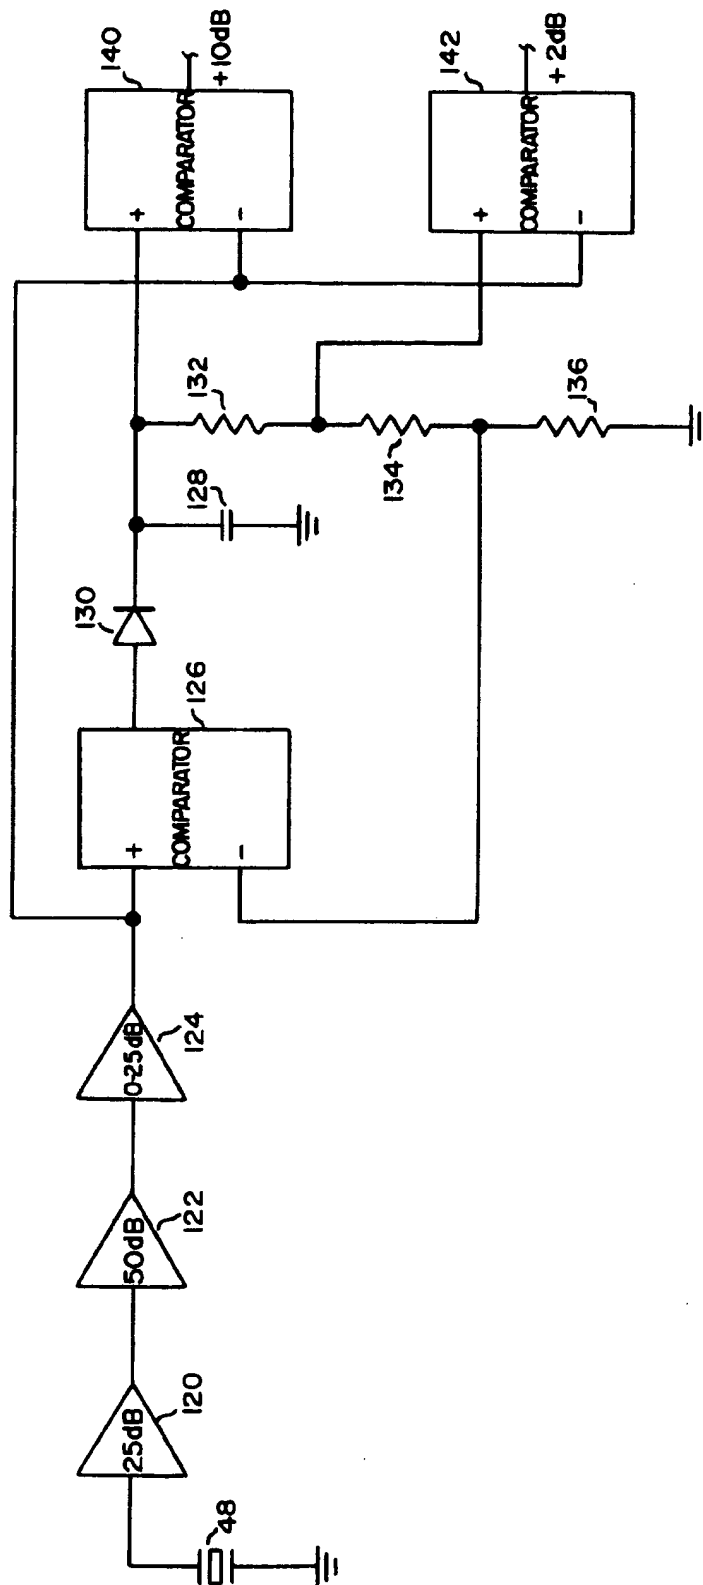 48
25dB
120
50dB
122
0-25dB
124
+
COMPARATOR
-
126
130
128
132
134
136
+
COMPARATOR
-
140
+10dB
+
COMPARATOR
-
142
+2dB